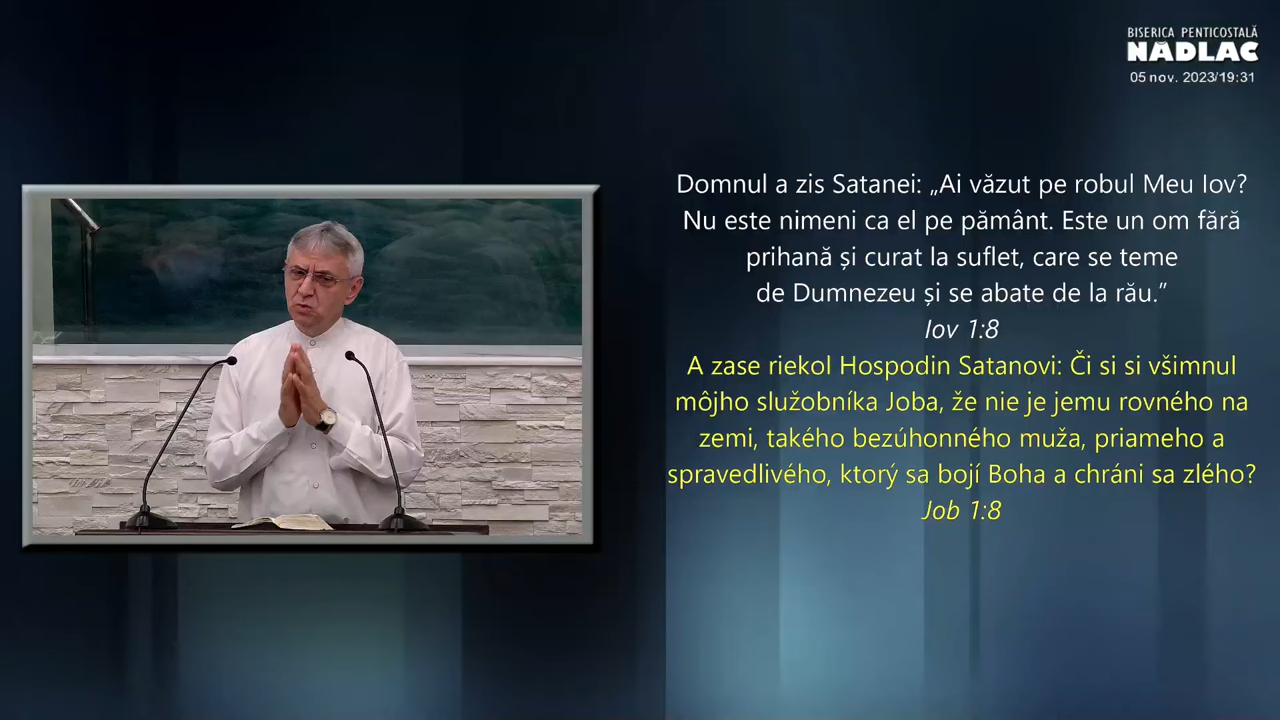 BISERICA PENTICOSTALĂ
NĂDLAC
05 nov. 2023/19:31
Domnul a zis Satanei: „Ai văzut pe robul Meu Iov?
Nu este nimeni ca el pe pământ. Este un om fără
prihană și curat la suflet, care se teme
de Dumnezeu și se abate de la rău.”
Iov 1:8
A zase riekol Hospodin Satanovi: Či si si všimnul
môjho služobníka Joba, že nie je jemu rovného na
zemi, takého bezúhonného muža, priameho a
spravedlivého, ktorý sa bojí Boha a chráni sa zlého?
Job 1:8